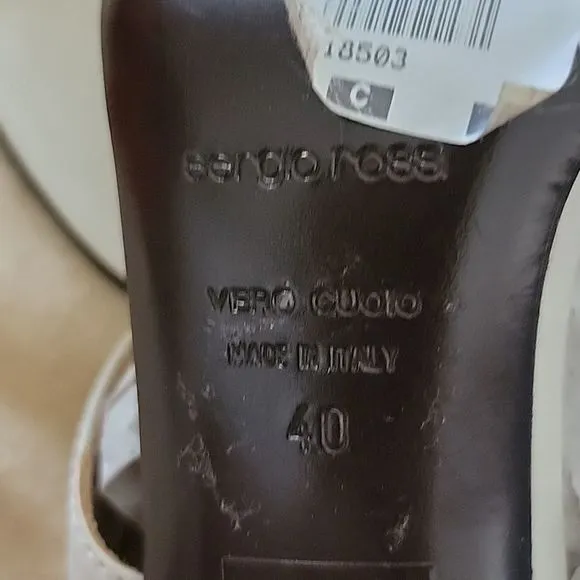 18503
C
sergio rossi
VERO CUOIO
MADE IN ITALY
40